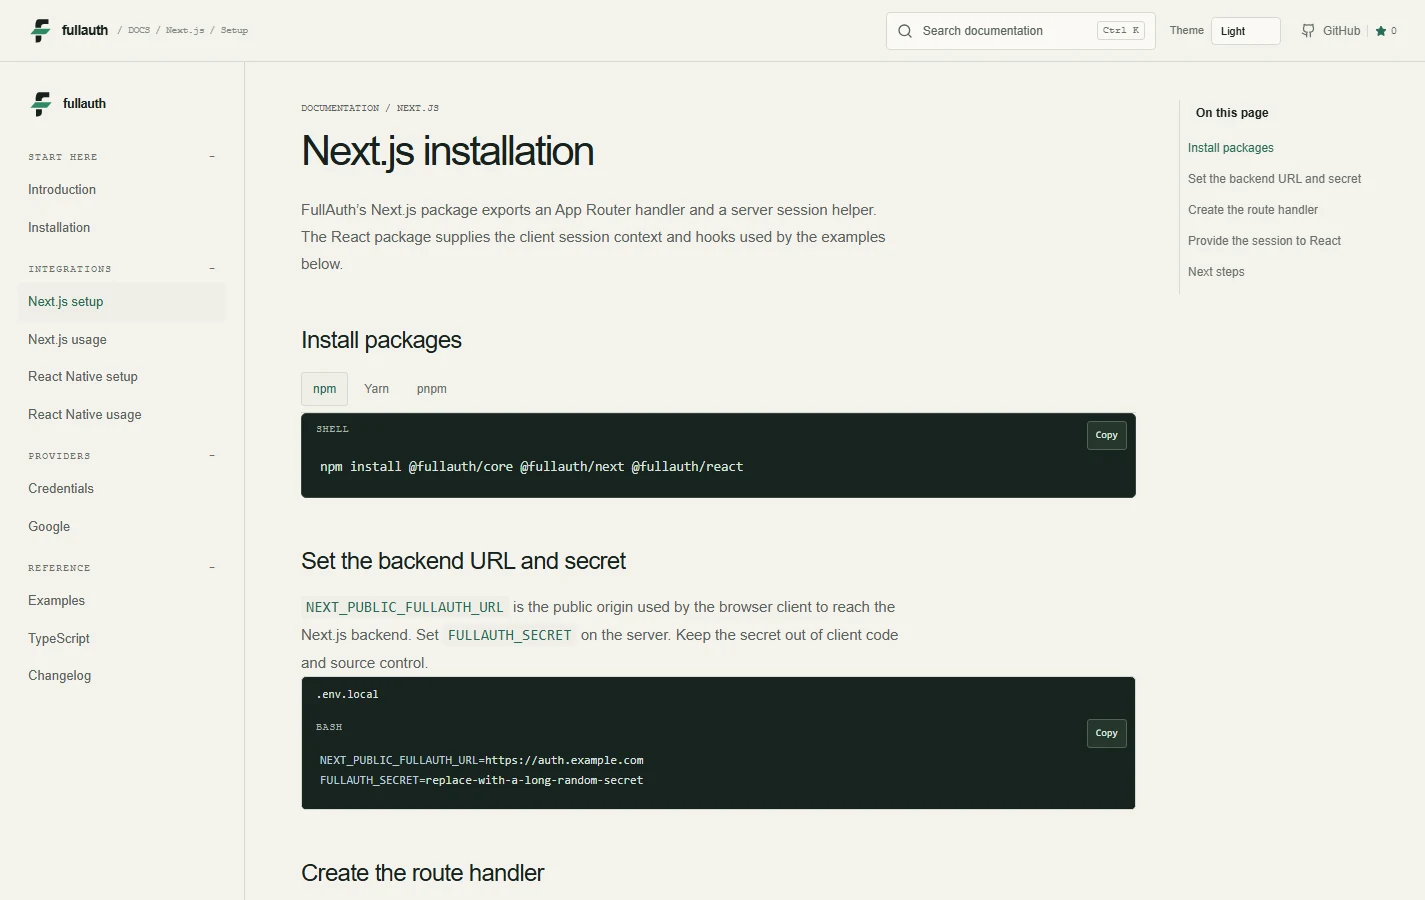 fullauth / DOCS / Next.js / Setup
Search documentation Ctrl K
Theme Light
GitHub 0
fullauth
START HERE −
Introduction
Installation
INTEGRATIONS −
Next.js setup
Next.js usage
React Native setup
React Native usage
PROVIDERS −
Credentials
Google
REFERENCE −
Examples
TypeScript
Changelog
DOCUMENTATION / NEXT.JS
Next.js installation
FullAuth’s Next.js package exports an App Router handler and a server session helper.
The React package supplies the client session context and hooks used by the examples
below.
Install packages
npm Yarn pnpm
SHELL
Copy
npm install @fullauth/core @fullauth/next @fullauth/react
Set the backend URL and secret
NEXT_PUBLIC_FULLAUTH_URL is the public origin used by the browser client to reach the
Next.js backend. Set FULLAUTH_SECRET on the server. Keep the secret out of client code
and source control.
.env.local
BASH
Copy
NEXT_PUBLIC_FULLAUTH_URL=https://auth.example.com
FULLAUTH_SECRET=replace-with-a-long-random-secret
Create the route handler
On this page
Install packages
Set the backend URL and secret
Create the route handler
Provide the session to React
Next steps